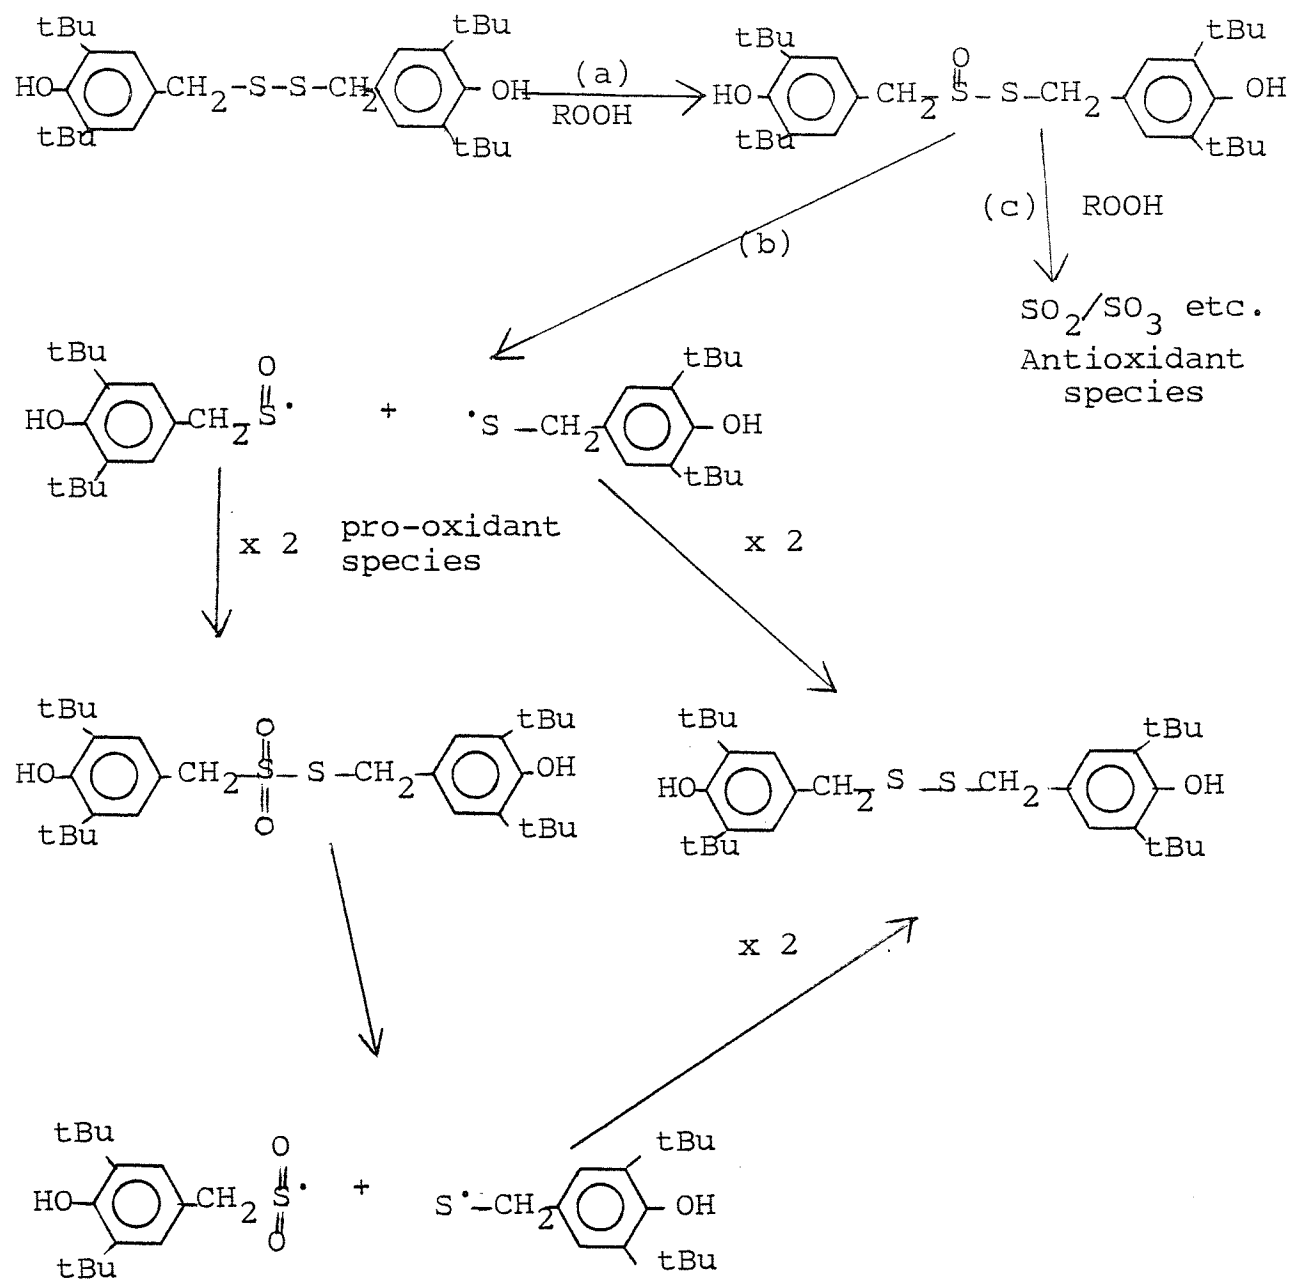 tBu tBu tBu O tBu
HO CH2 S S CH2 OH (a) HO CH2 S S CH2 OH
tBu tBu ROOH tBu tBu
(c) ROOH
(b)
SO2/SO3 etc.
Antioxidant
species
tBu O tBu
HO CH2 S· + ·S CH2 OH
tBu tBu
x 2 pro-oxidant x 2
species
tBu O tBu tBu tBu
HO CH2 S S CH2 OH HO CH2 S S CH2 OH
tBu O tBu tBu tBu
x 2
tBu O tBu
HO CH2 S· + S· CH2 OH
tBu O tBu